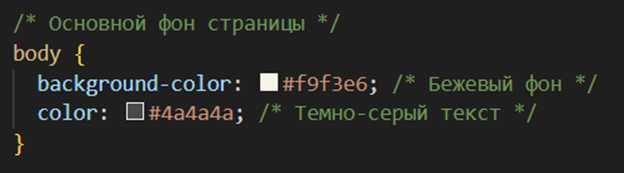 /* Основной фон страницы */
body {
  background-color: #f9f3e6; /* Бежевый фон */
  color: #4a4a4a; /* Темно-серый текст */
}